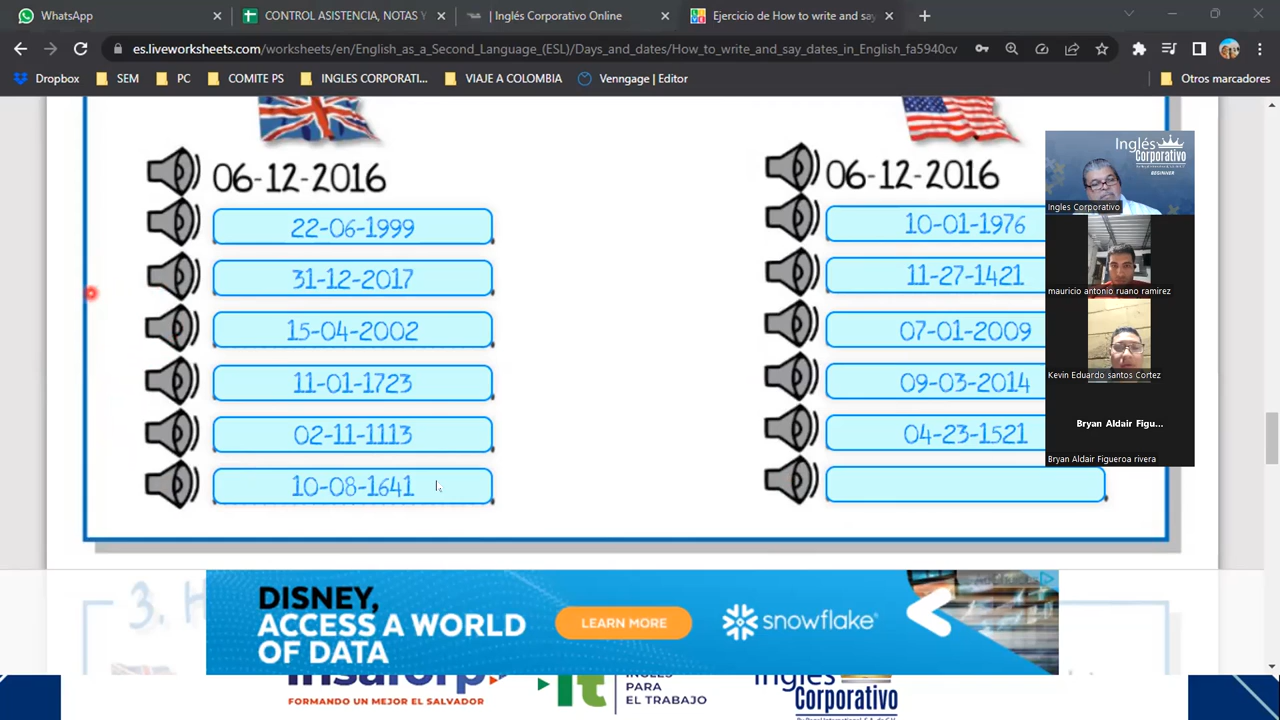 WhatsApp
CONTROL ASISTENCIA, NOTAS Y
| Inglés Corporativo Online
Ejercicio de How to write and say
es.liveworksheets.com/worksheets/en/English_as_a_Second_Language_(ESL)/Days_and_dates/How_to_write_and_say_dates_in_English_fa5940cv
Dropbox
SEM
PC
COMITE PS
INGLES CORPORATI...
VIAJE A COLOMBIA
Venngage | Editor
Otros marcadores
06-12-2016
22-06-1999
31-12-2017
15-04-2002
11-01-1723
02-11-1113
10-08-1641
06-12-2016
10-01-1976
11-27-1421
07-01-2009
09-03-2014
04-23-1521
Inglés
Corporativo
BEGINNER
Ingles Corporativo
mauricio antonio ruano ramirez
Kevin Eduardo santos Cortez
Bryan Aldair Figu...
Bryan Aldair Figueroa rivera
3. H
DISNEY,
ACCESS A WORLD
OF DATA
LEARN MORE
snowflake
insaforp
FORMANDO UN MEJOR EL SALVADOR
INGLÉS
PARA
EL TRABAJO
Inglés
Corporativo